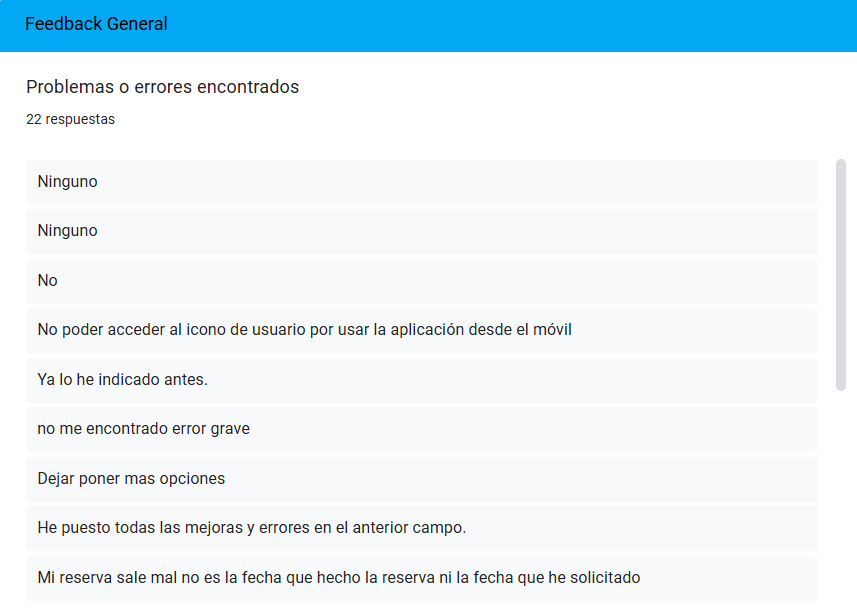 Feedback General
Problemas o errores encontrados
22 respuestas
Ninguno
Ninguno
No
No poder acceder al icono de usuario por usar la aplicación desde el móvil
Ya lo he indicado antes.
no me encontrado error grave
Dejar poner mas opciones
He puesto todas las mejoras y errores en el anterior campo.
Mi reserva sale mal no es la fecha que hecho la reserva ni la fecha que he solicitado